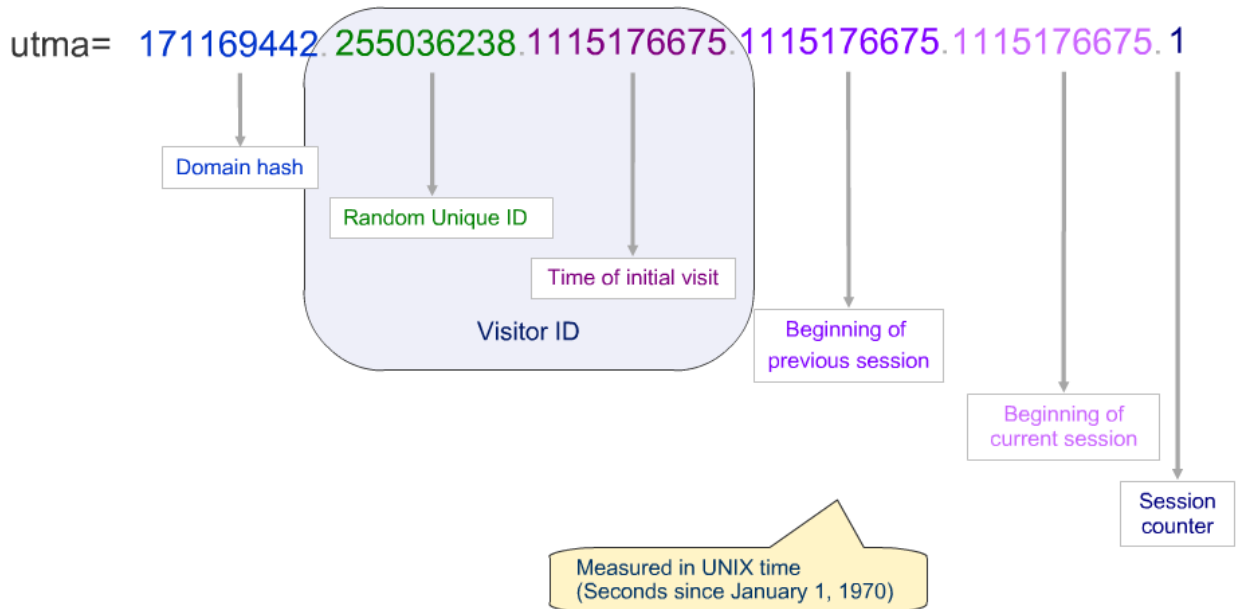 utma= 171169442.255036238.1115176675.1115176675.1115176675.1
Domain hash
Random Unique ID
Time of initial visit
Visitor ID
Beginning of
previous session
Beginning of
current session
Session
counter
Measured in UNIX time
(Seconds since January 1, 1970)